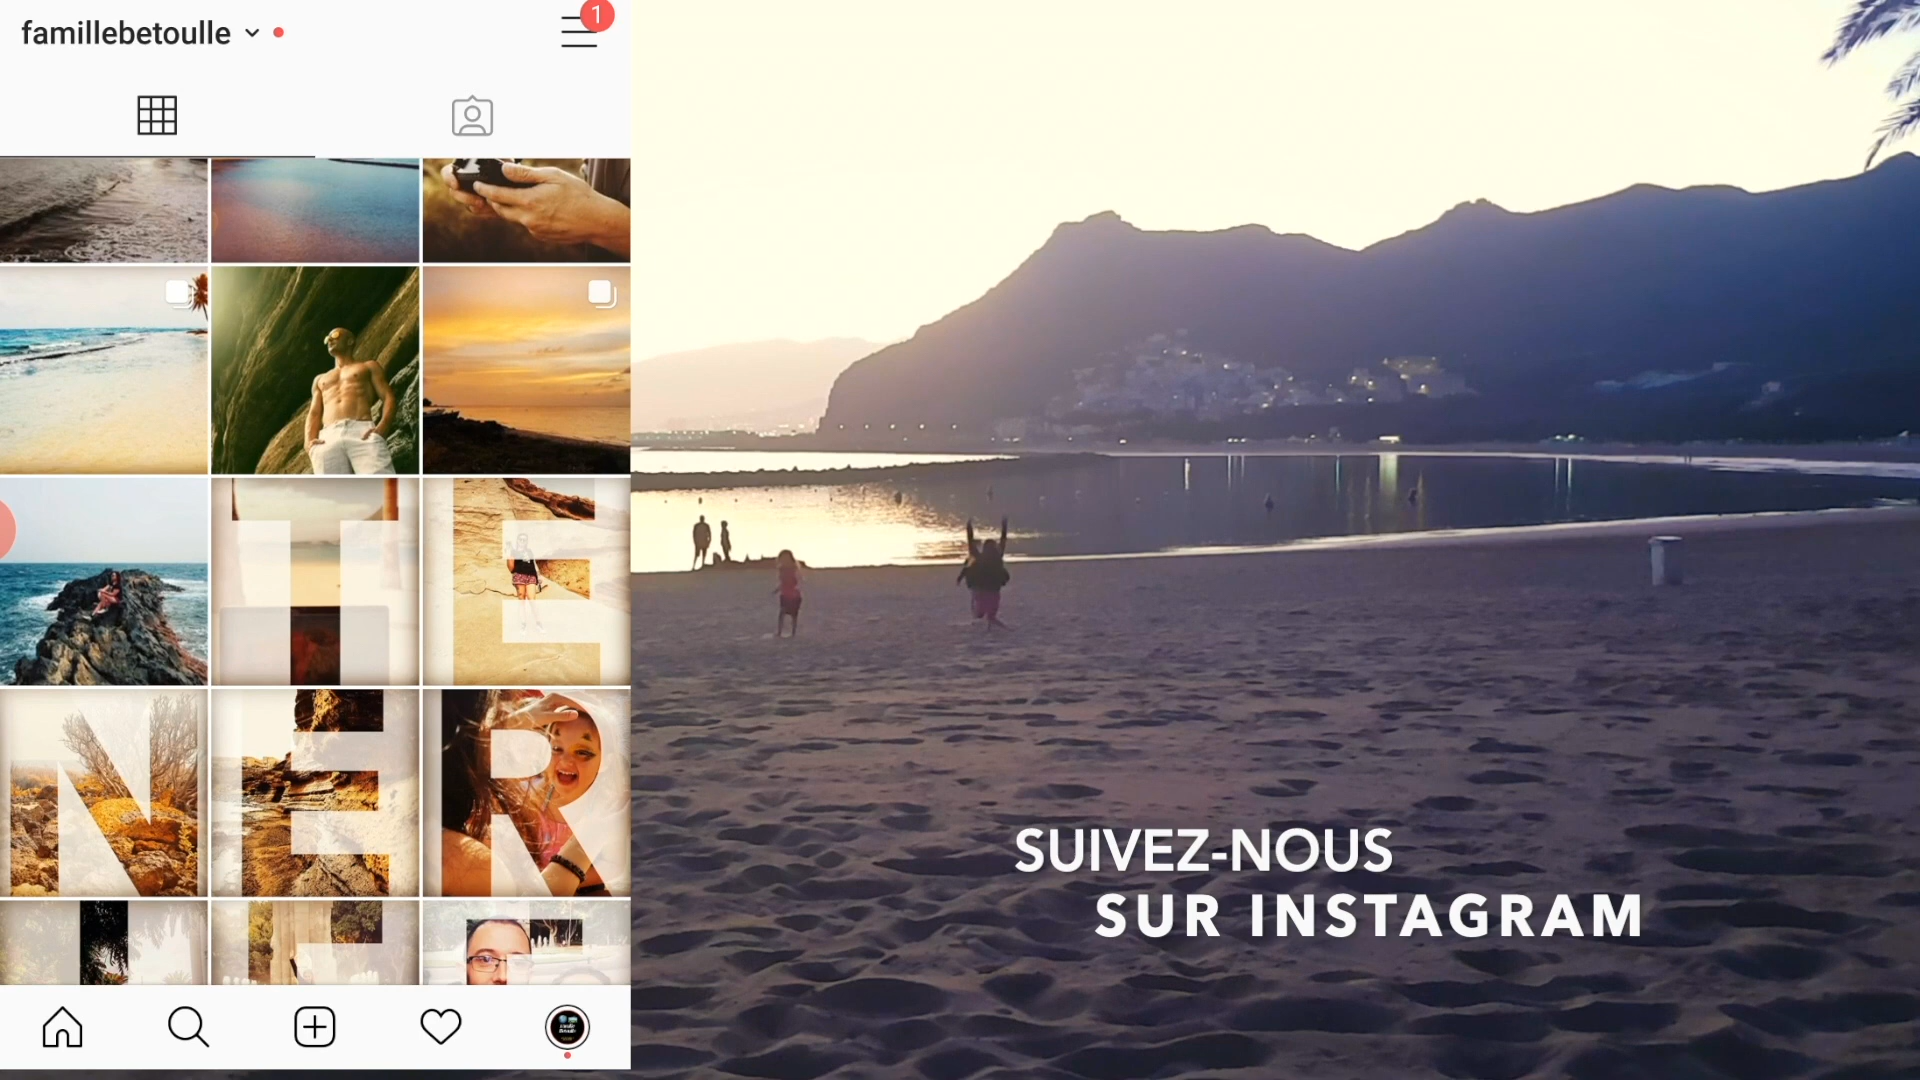 famillebetoulle
1
T E
N E R
I F E
SUIVEZ-NOUS
SUR INSTAGRAM